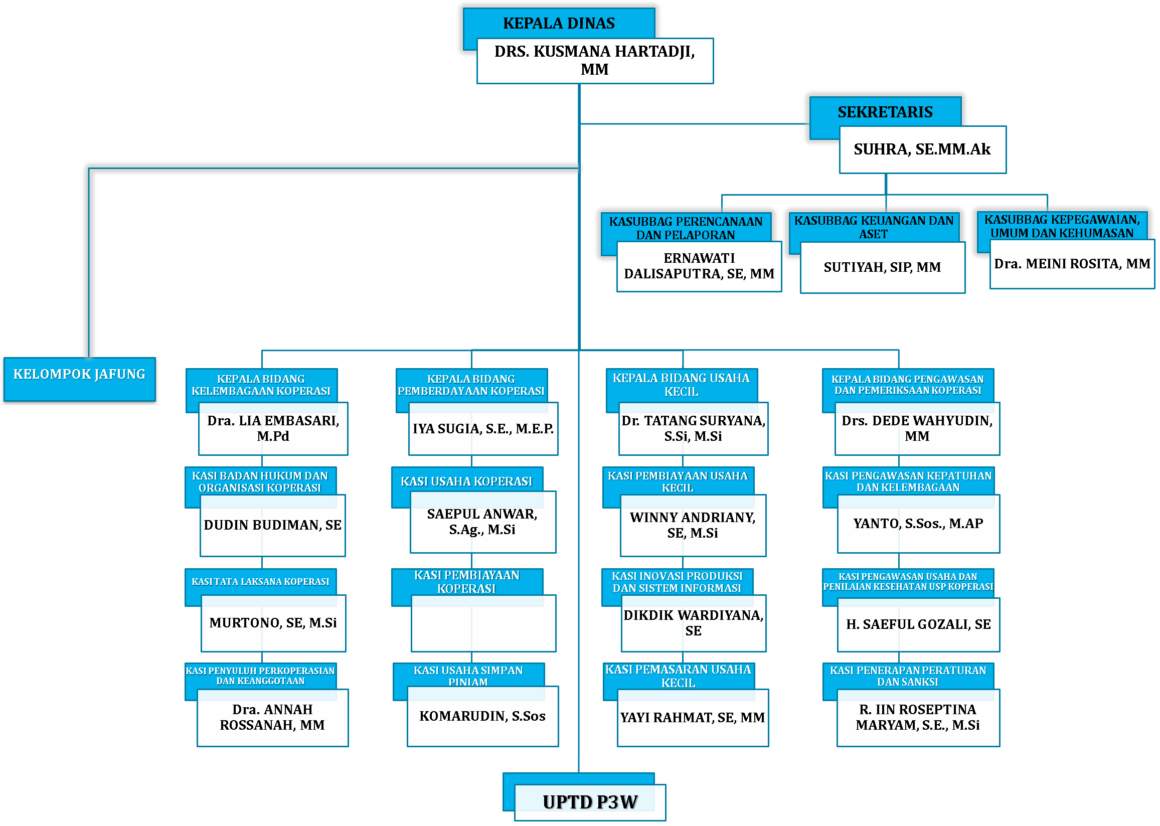 KEPALA DINAS
DRS. KUSMANA HARTADJI,
MM
SEKRETARIS
SUHRA, SE.MM.Ak
KASUBBAG PERENCANAAN
DAN PELAPORAN
ERNAWATI
DALISAPUTRA, SE, MM
KASUBBAG KEUANGAN DAN
ASET
SUTIYAH, SIP, MM
KASUBBAG KEPEGAWAIAN,
UMUM DAN KEHUMASAN
Dra. MEINI ROSITA, MM
KELOMPOK JAFUNG
KEPALA BIDANG
KELEMBAGAAN KOPERASI
Dra. LIA EMBASARI,
M.Pd
KASI BADAN HUKUM DAN
ORGANISASI KOPERASI
DUDIN BUDIMAN, SE
KASI TATA LAKSANA KOPERASI
MURTONO, SE, M.Si
KASI PENYULUH PERKOPERASIAN
DAN KEANGGOTAAN
Dra. ANNAH
ROSSANAH, MM
KEPALA BIDANG
PEMBERDAYAAN KOPERASI
IYA SUGIA, S.E., M.E.P.
KASI USAHA KOPERASI
SAEPUL ANWAR,
S.Ag., M.Si
KASI PEMBIAYAAN
KOPERASI
KASI USAHA SIMPAN
PINJAM
KOMARUDIN, S.Sos
KEPALA BIDANG USAHA
KECIL
Dr. TATANG SURYANA,
S.Si, M.Si
KASI PEMBIAYAAN USAHA
KECIL
WINNY ANDRIANY,
SE, M.Si
KASI INOVASI PRODUKSI
DAN SISTEM INFORMASI
DIKDIK WARDIYANA,
SE
KASI PEMASARAN USAHA
KECIL
YAYI RAHMAT, SE, MM
KEPALA BIDANG PENGAWASAN
DAN PEMERIKSAAN KOPERASI
Drs. DEDE WAHYUDIN,
MM
KASI PENGAWASAN KEPATUHAN
DAN KELEMBAGAAN
YANTO, S.Sos., M.AP
KASI PENGAWASAN USAHA DAN
PENILAIAN KESEHATAN USP KOPERASI
H. SAEFUL GOZALI, SE
KASI PENERAPAN PERATURAN
DAN SANKSI
R. IIN ROSEPTINA
MARYAM, S.E., M.Si
UPTD P3W